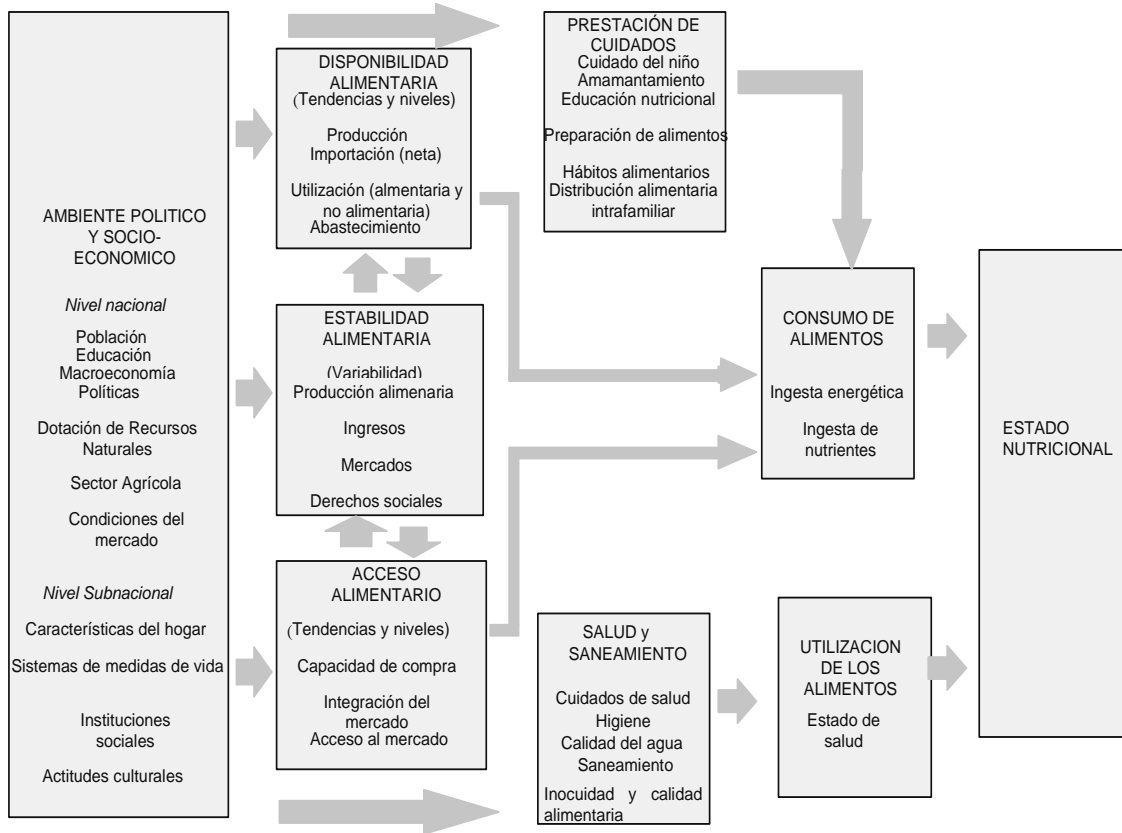 AMBIENTE POLITICO
Y SOCIO-
ECONOMICO
Nivel nacional
Población
Educación
Macroeconomía
Políticas
Dotación de Recursos
Naturales
Sector Agrícola
Condiciones del
mercado
Nivel Subnacional
Características del hogar
Sistemas de medidas de vida
Instituciones
sociales
Actitudes culturales
DISPONIBILIDAD
ALIMENTARIA
(Tendencias y niveles)
Producción
Importación (neta)
Utilización (almentaria y
no alimentaria)
Abastecimiento
ESTABILIDAD
ALIMENTARIA
(Variabilidad)
Producción alimenaria
Ingresos
Mercados
Derechos sociales
ACCESO
ALIMENTARIO
(Tendencias y niveles)
Capacidad de compra
Integración del
mercado
Acceso al mercado
PRESTACIÓN DE
CUIDADOS
Cuidado del niño
Amamantamiento
Educación nutricional
Preparación de alimentos
Hábitos alimentarios
Distribución alimentaria
intrafamiliar
SALUD y
SANEAMIENTO
Cuidados de salud
Higiene
Calidad del agua
Saneamiento
Inocuidad y calidad
alimentaria
CONSUMO DE
ALIMENTOS
Ingesta energética
Ingesta de
nutrientes
UTILIZACION
DE LOS
ALIMENTOS
Estado de
salud
ESTADO
NUTRICIONAL